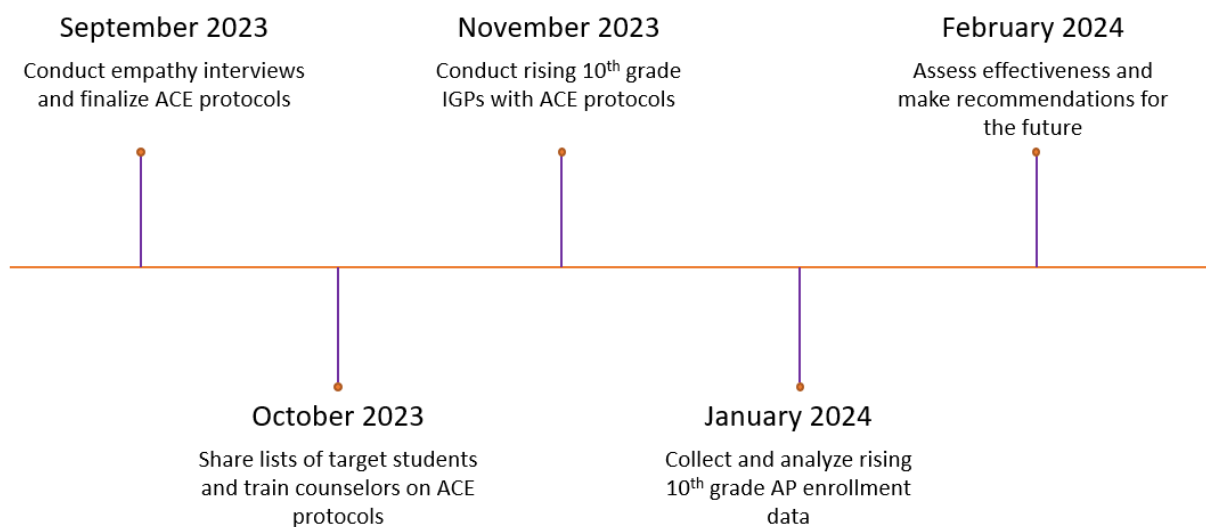 September 2023
Conduct empathy interviews
and finalize ACE protocols
November 2023
Conduct rising 10th grade
IGPs with ACE protocols
February 2024
Assess effectiveness and
make recommendations for
the future
October 2023
Share lists of target students
and train counselors on ACE
protocols
January 2024
Collect and analyze rising
10th grade AP enrollment
data